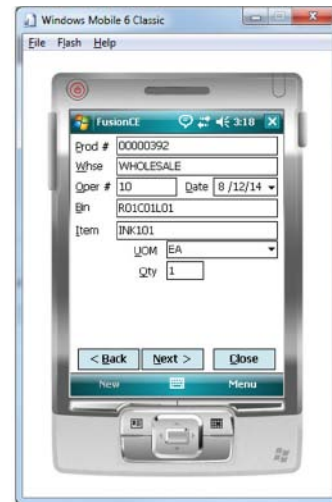 Windows Mobile 6 Classic
File Flash Help
FusionCE 3:18
Prod # 00000392
Whse WHOLESALE
Oper # 10 Date 8 /12/14
Bin R01C01L01
Item INK101
UOM EA
Qty 1
< Back Next > Close
New Menu